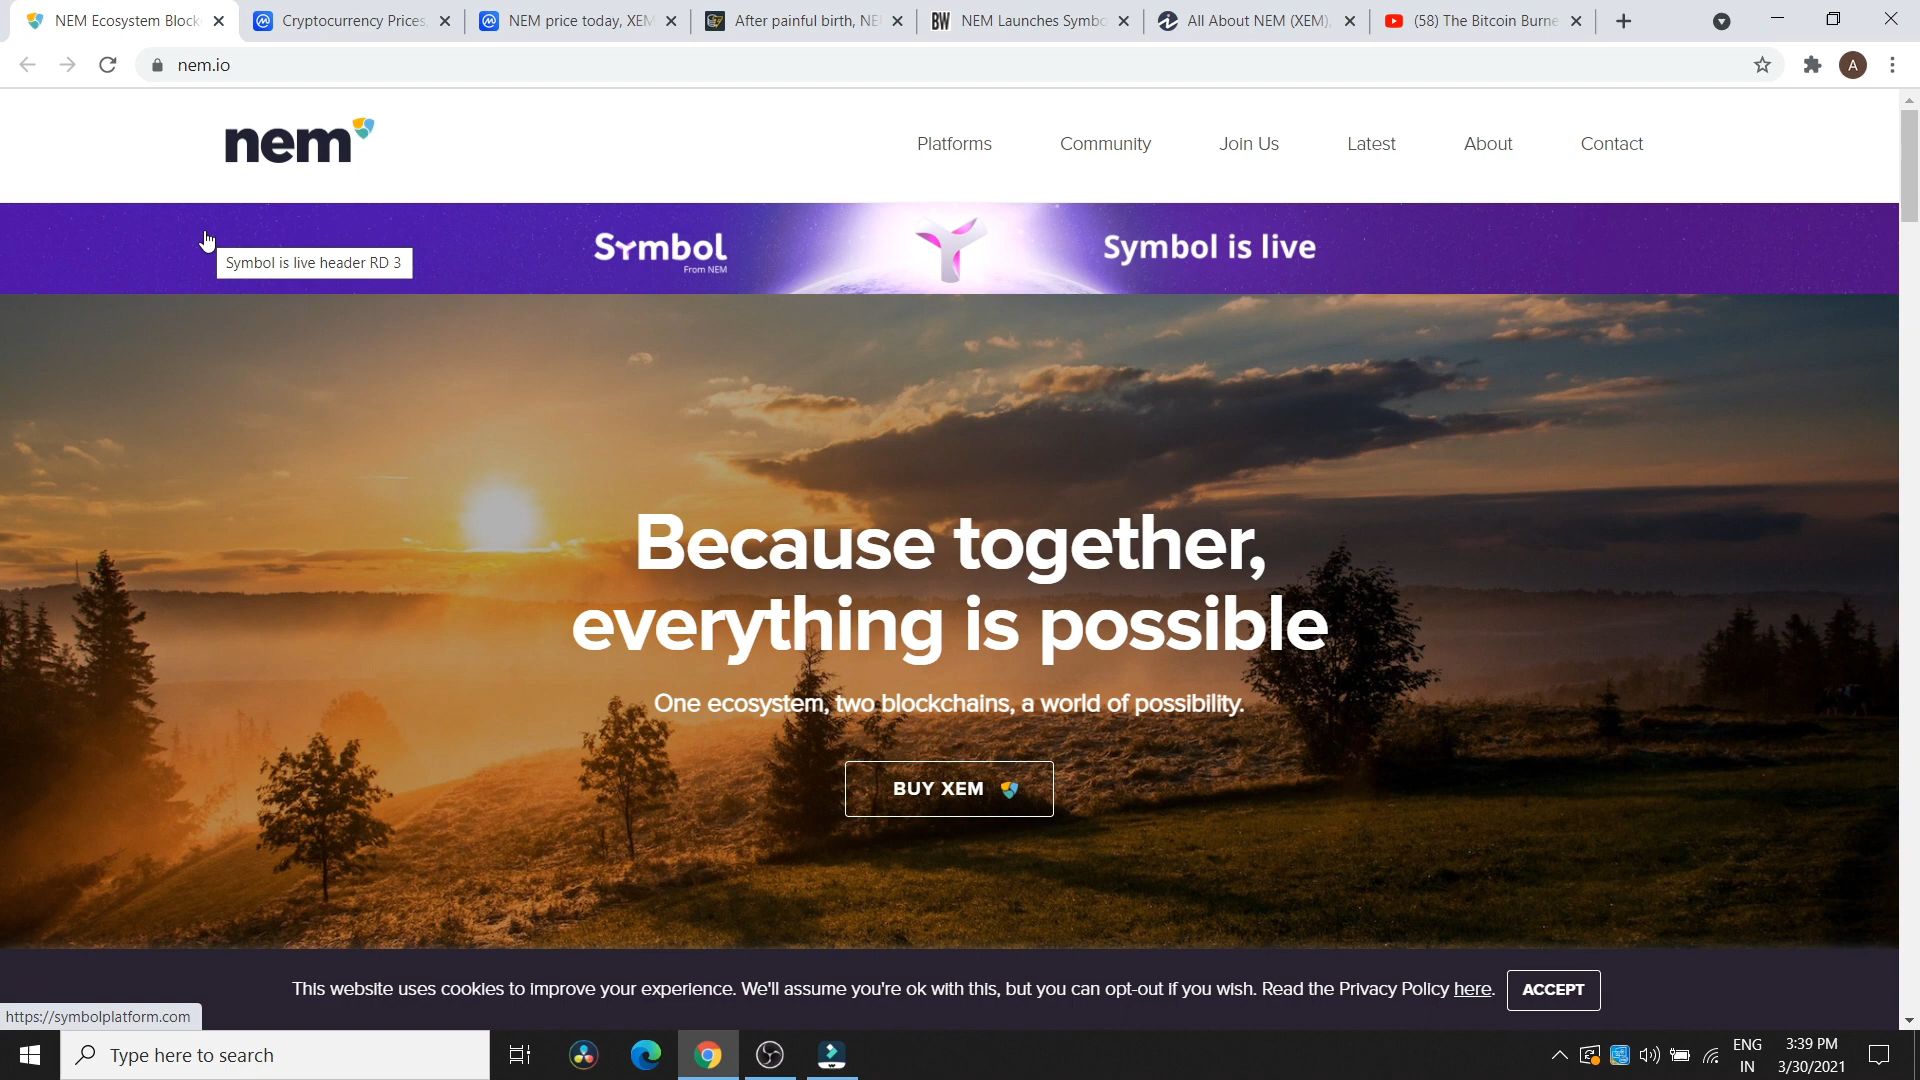 NEM Ecosystem Block
Cryptocurrency Prices,
NEM price today, XEM
After painful birth, NE
BW NEM Launches Symbo
All About NEM (XEM),
(58) The Bitcoin Burne
nem.io
A
nem
Platforms
Community
Join Us
Latest
About
Contact
Symbol
From NEM
Symbol is live
Symbol is live header RD 3
Because together,
everything is possible
One ecosystem, two blockchains, a world of possibility.
BUY XEM
This website uses cookies to improve your experience. We'll assume you're ok with this, but you can opt-out if you wish. Read the Privacy Policy here.
ACCEPT
https://symbolplatform.com
Type here to search
ENG
IN
3:39 PM
3/30/2021